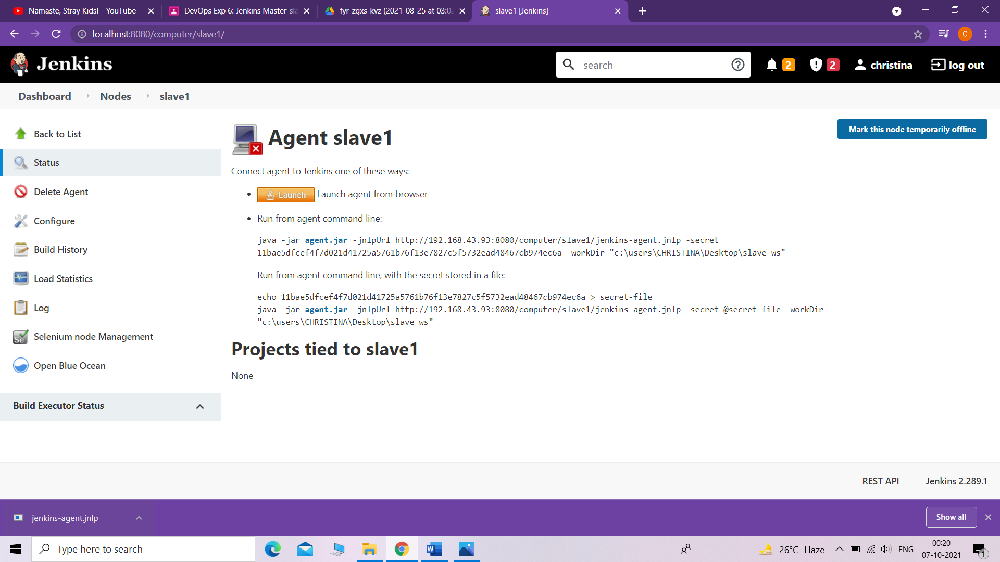 Namaste, Stray Kids! - YouTube
DevOps Exp 6: Jenkins Master-sla
fyr-zgxs-kvz (2021-08-25 at 03:02
slave1 [Jenkins]
localhost:8080/computer/slave1/
C
Jenkins
search
2
2
christina
log out
Dashboard
Nodes
slave1
Back to List
Status
Delete Agent
Configure
Build History
Load Statistics
Log
Selenium node Management
Open Blue Ocean
Build Executor Status
Agent slave1
Mark this node temporarily offline
Connect agent to Jenkins one of these ways:
Launch Launch agent from browser
Run from agent command line:
java -jar agent.jar -jnlpUrl http://192.168.43.93:8080/computer/slave1/jenkins-agent.jnlp -secret
11bae5dfcef4f7d021d41725a5761b76f13e7827c5f5732ead48467cb974ec6a -workDir "c:\users\CHRISTINA\Desktop\slave_ws"
Run from agent command line, with the secret stored in a file:
echo 11bae5dfcef4f7d021d41725a5761b76f13e7827c5f5732ead48467cb974ec6a > secret-file
java -jar agent.jar -jnlpUrl http://192.168.43.93:8080/computer/slave1/jenkins-agent.jnlp -secret @secret-file -workDir
"c:\users\CHRISTINA\Desktop\slave_ws"
Projects tied to slave1
None
REST API
Jenkins 2.289.1
jenkins-agent.jnlp
Show all
Type here to search
26°C Haze
ENG
00:20
07-10-2021
1